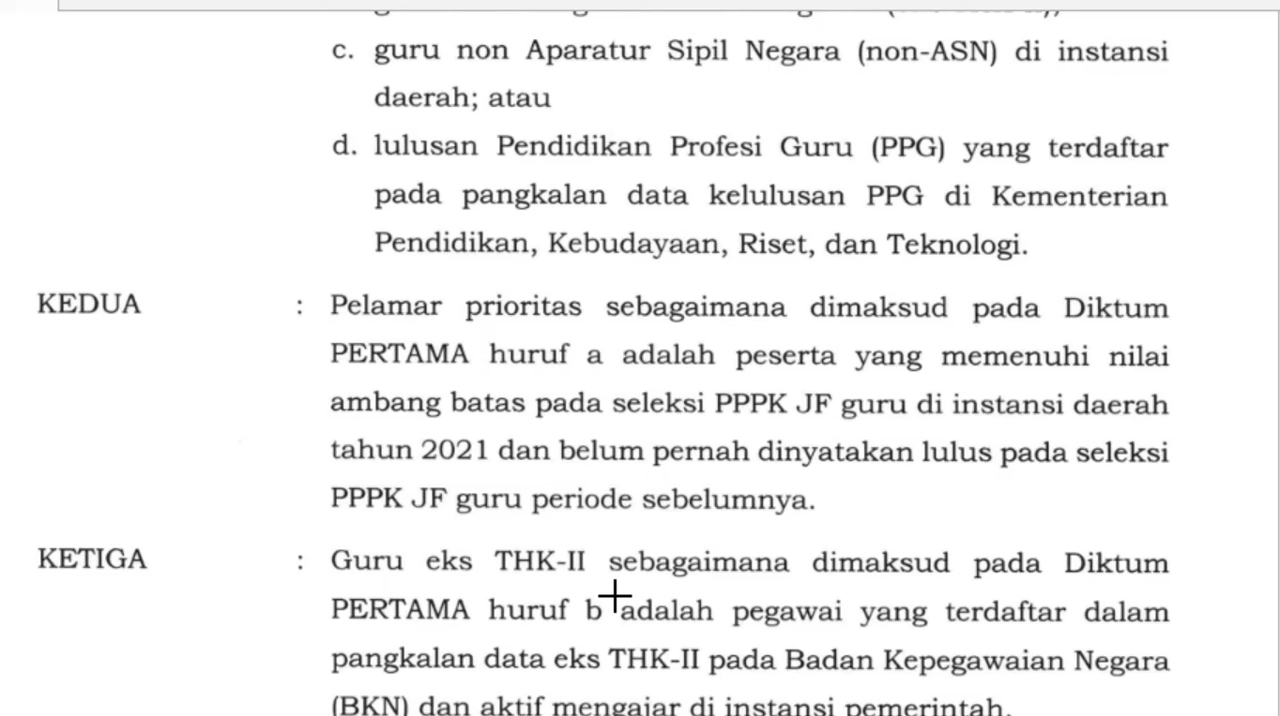 c. guru non Aparatur Sipil Negara (non-ASN) di instansi
daerah; atau
d. lulusan Pendidikan Profesi Guru (PPG) yang terdaftar
pada pangkalan data kelulusan PPG di Kementerian
Pendidikan, Kebudayaan, Riset, dan Teknologi.
KEDUA : Pelamar prioritas sebagaimana dimaksud pada Diktum
PERTAMA huruf a adalah peserta yang memenuhi nilai
ambang batas pada seleksi PPPK JF guru di instansi daerah
tahun 2021 dan belum pernah dinyatakan lulus pada seleksi
PPPK JF guru periode sebelumnya.
KETIGA : Guru eks THK-II sebagaimana dimaksud pada Diktum
PERTAMA huruf b adalah pegawai yang terdaftar dalam
pangkalan data eks THK-II pada Badan Kepegawaian Negara
(BKN) dan aktif mengajar di instansi pemerintah.